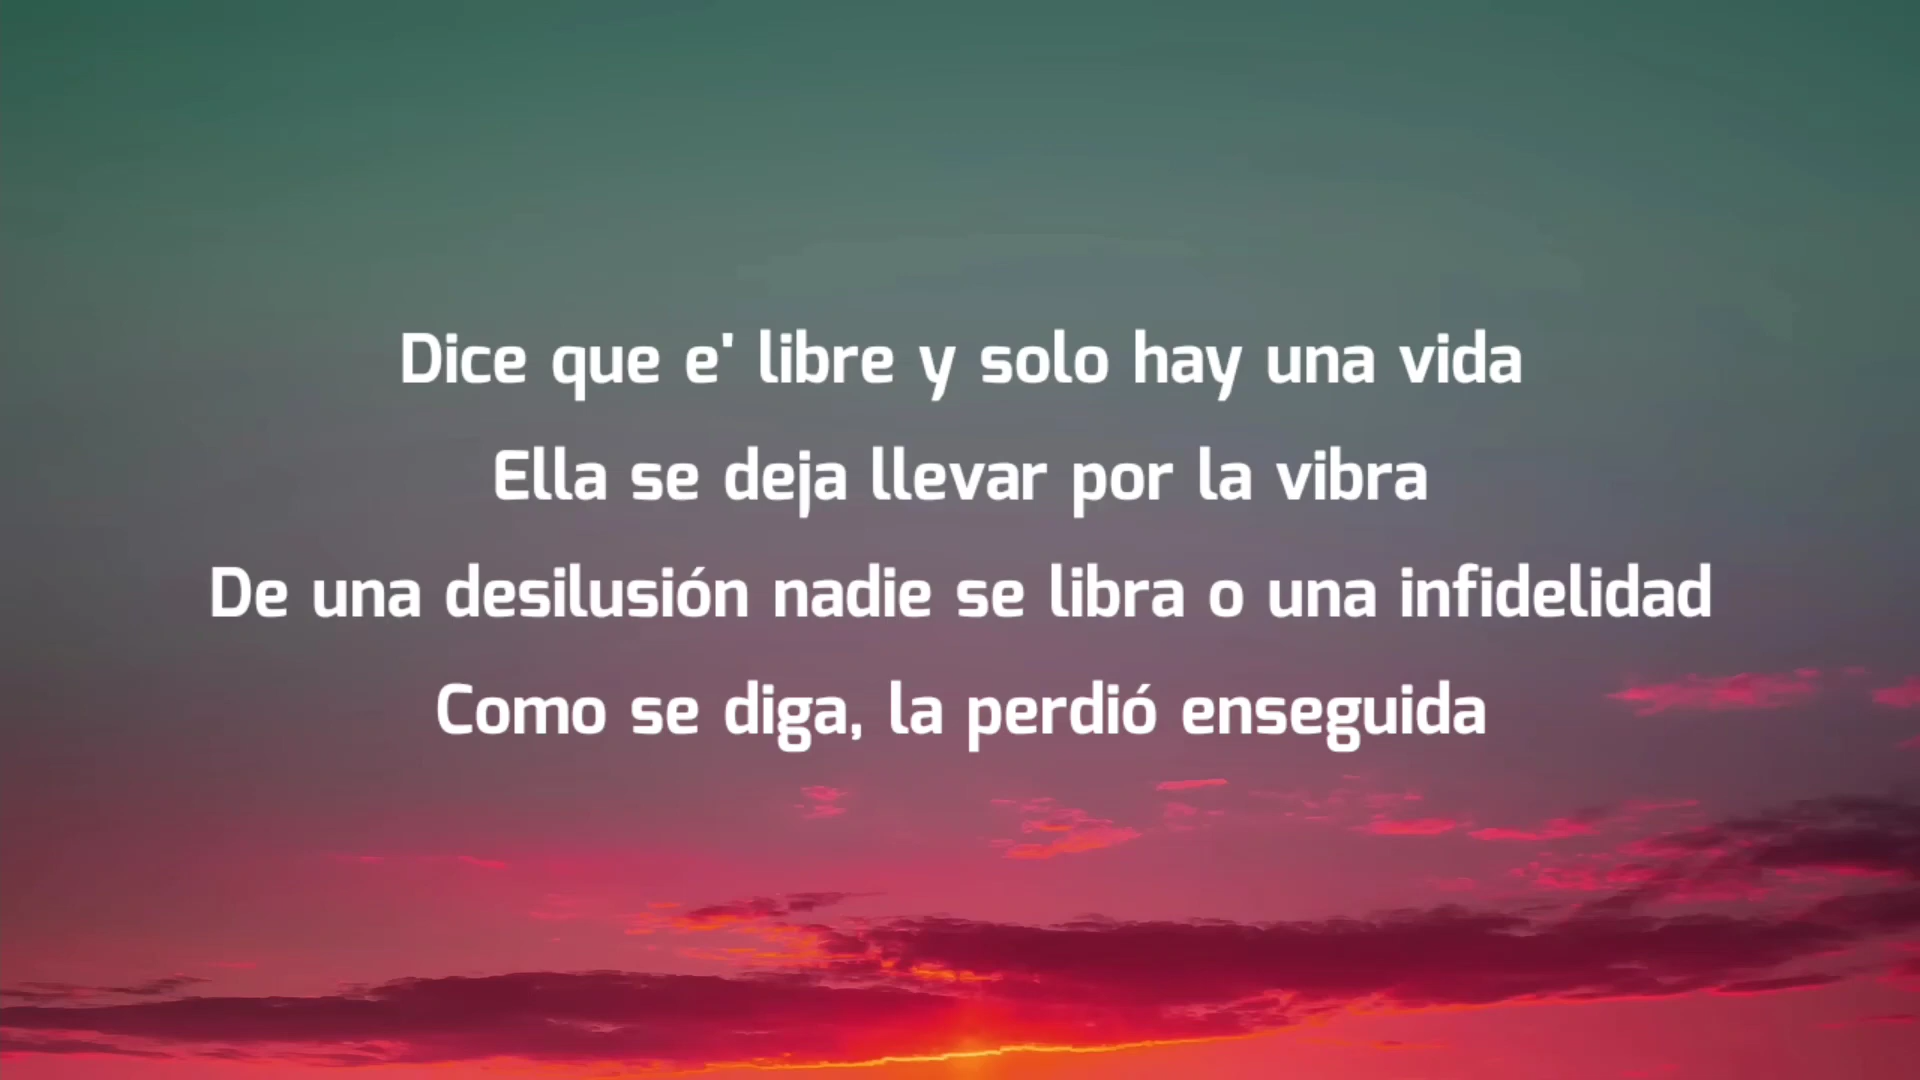 Dice que e' libre y solo hay una vida
Ella se deja llevar por la vibra
De una desilusión nadie se libra o una infidelidad
Como se diga, la perdió enseguida